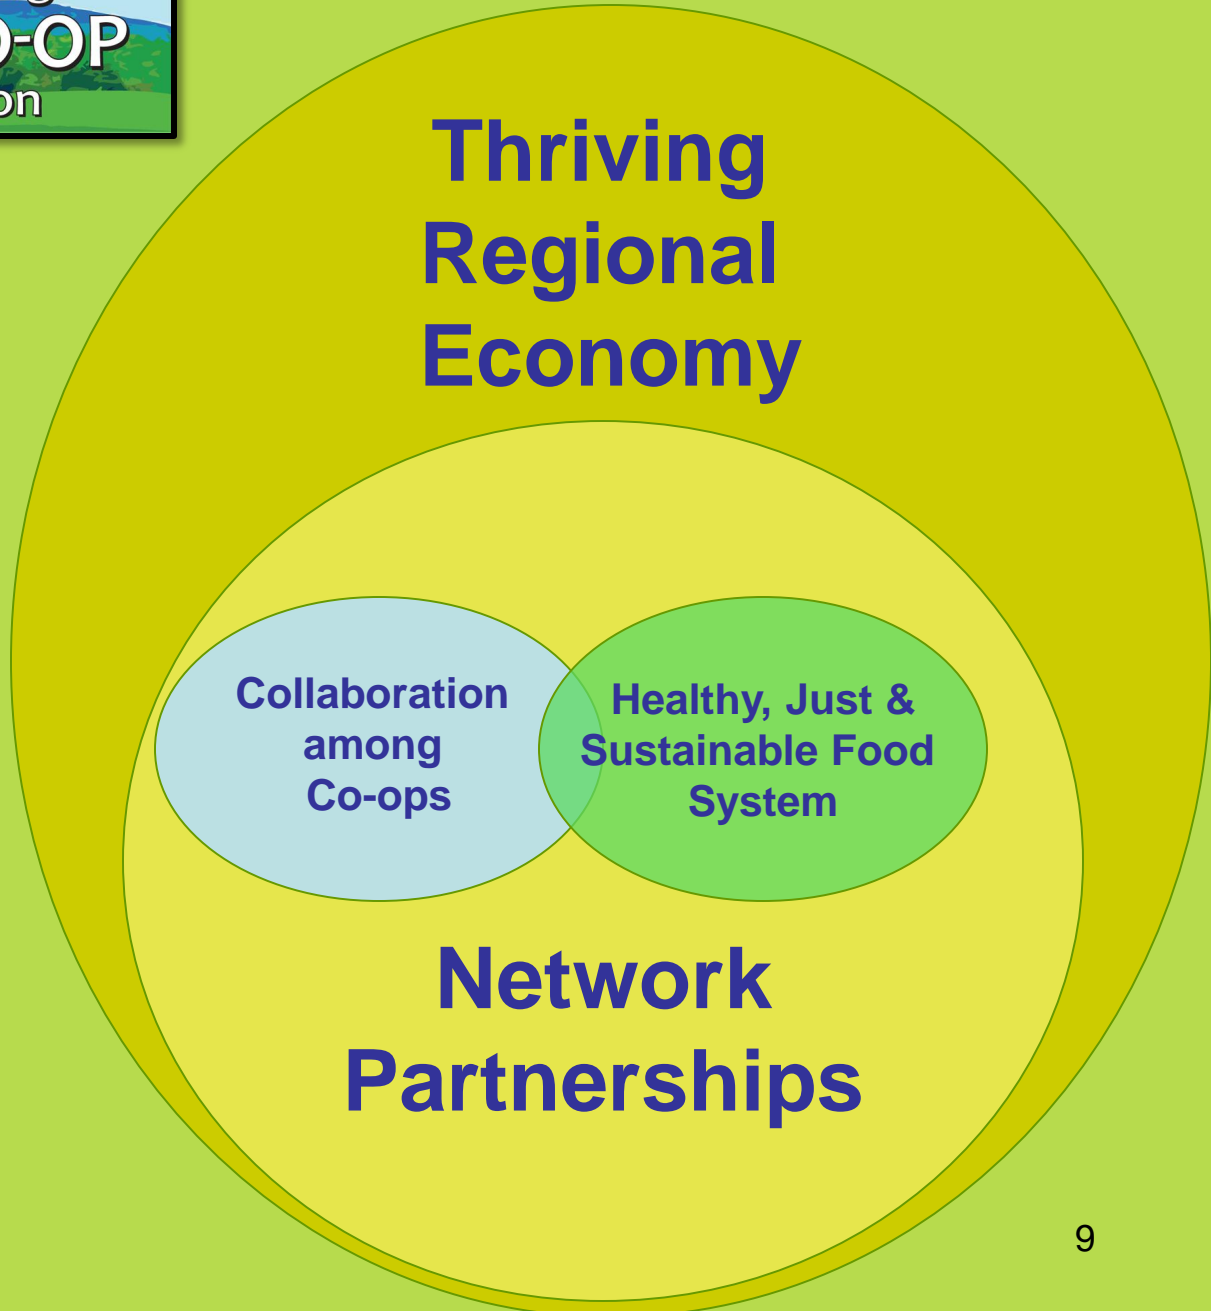 O-OP
on
Thriving
Regional
Economy
Collaboration
among
Co-ops
Healthy, Just &
Sustainable Food
System
Network
Partnerships
9